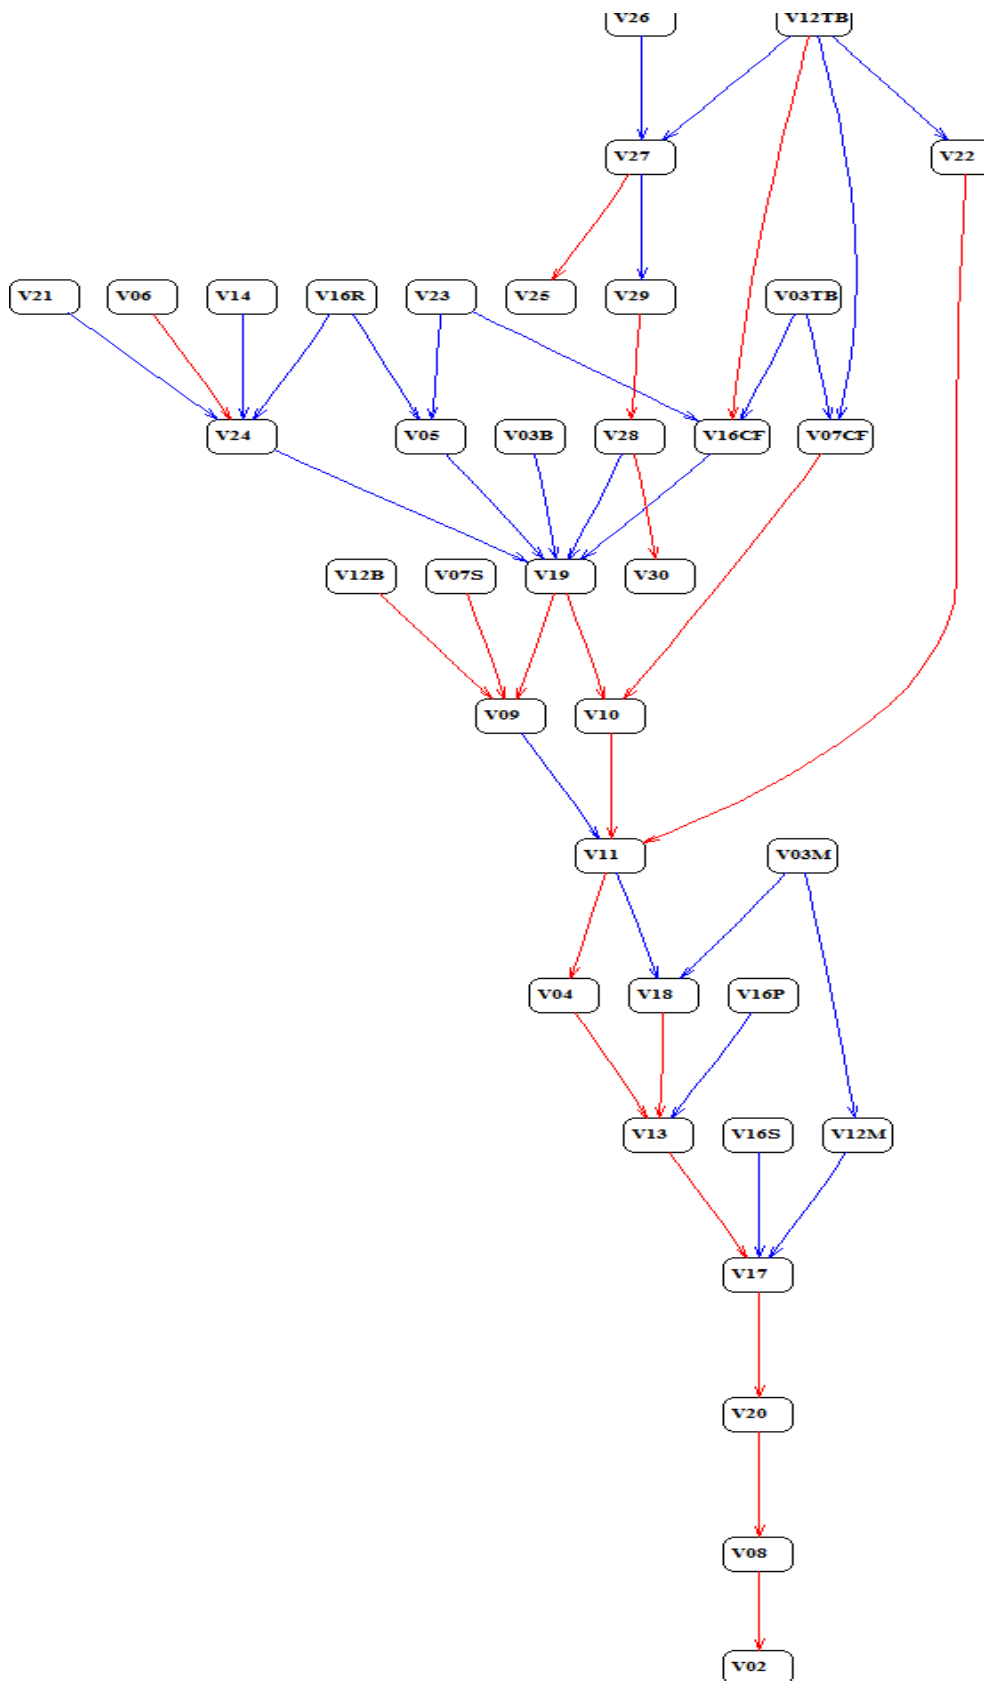 V26 V12TB
V27 V22
V21 V06 V14 V16R V23 V25 V29 V03TB
V24 V05 V03B V28 V16CF V07CF
V12B V07S V19 V30
V09 V10
V11 V03M
V04 V18 V16P
V13 V16S V12M
V17
V20
V08
V02